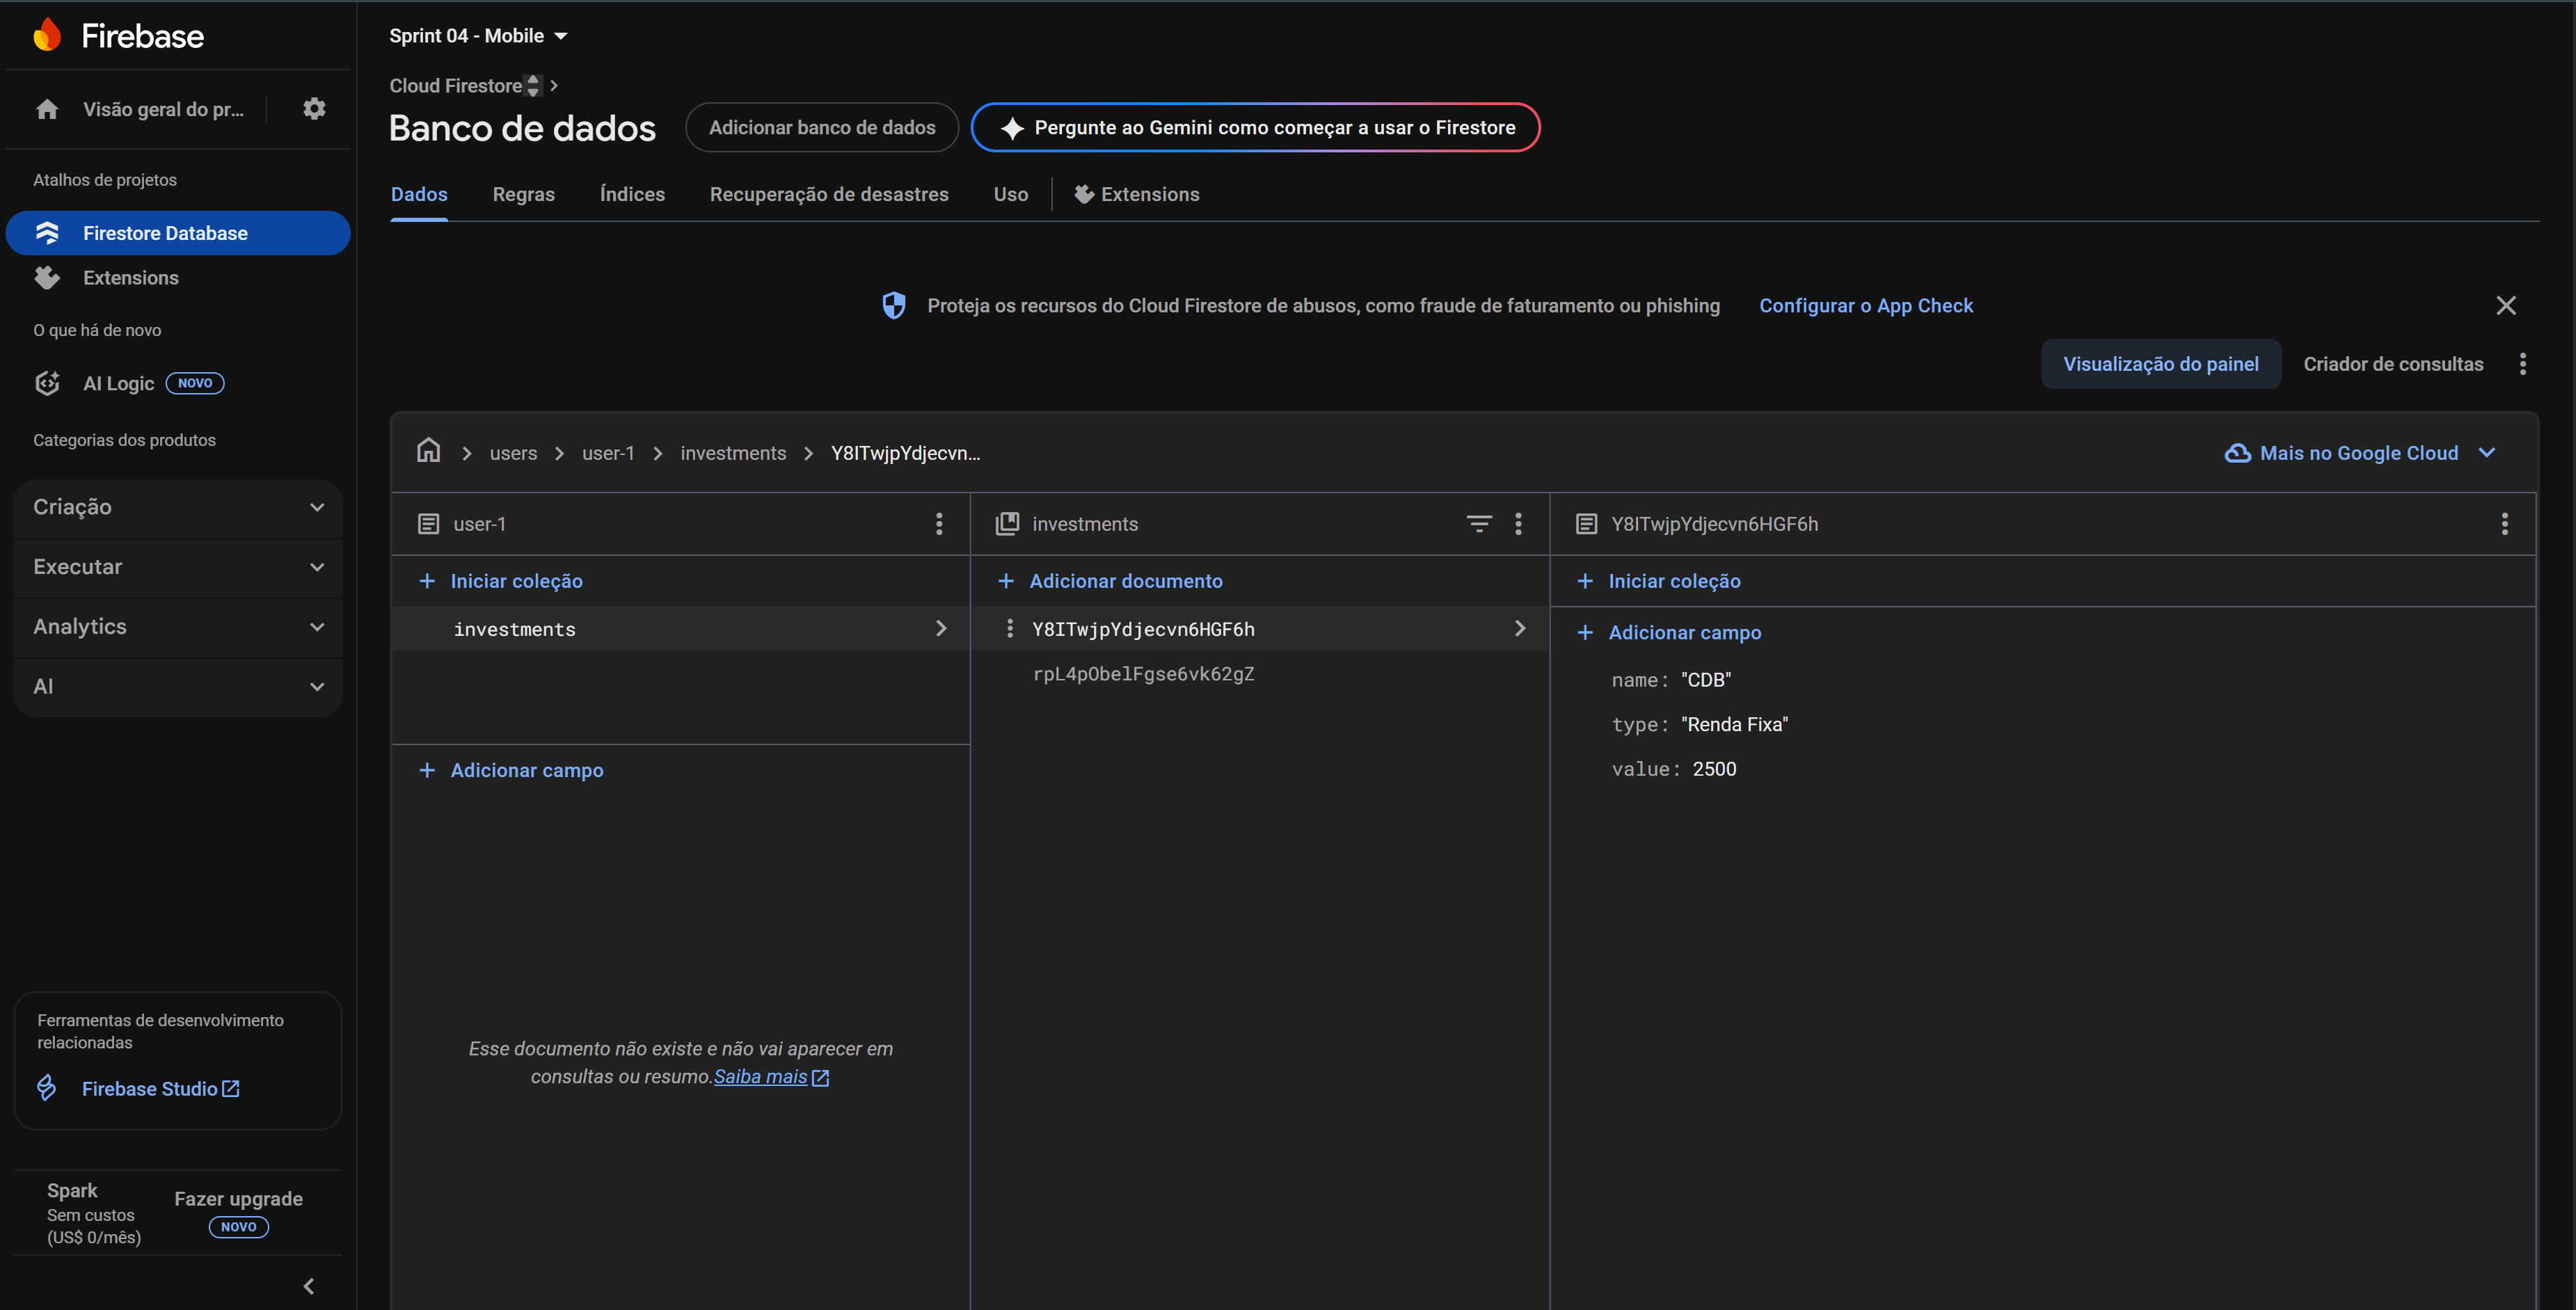 Firebase
Visão geral do pr...
Atalhos de projetos
Firestore Database
Extensions
O que há de novo
AI Logic NOVO
Categorias dos produtos
Criação
Executar
Analytics
AI
Ferramentas de desenvolvimento
relacionadas
Firebase Studio
Spark
Sem custos
(US$ 0/mês)
Fazer upgrade
NOVO
Sprint 04 - Mobile
Cloud Firestore
Banco de dados
Adicionar banco de dados
Pergunte ao Gemini como começar a usar o Firestore
Dados Regras Índices Recuperação de desastres Uso Extensions
Proteja os recursos do Cloud Firestore de abusos, como fraude de faturamento ou phishing Configurar o App Check
Visualização do painel Criador de consultas
users user-1 investments Y8ITwjpYdjecvn...
Mais no Google Cloud
user-1
Iniciar coleção
investments
Adicionar campo
Esse documento não existe e não vai aparecer em
consultas ou resumo.Saiba mais
investments
Adicionar documento
Y8ITwjpYdjecvn6HGF6h
rpL4pObelFgse6vk62gZ
Y8ITwjpYdjecvn6HGF6h
Iniciar coleção
Adicionar campo
name: "CDB"
type: "Renda Fixa"
value: 2500